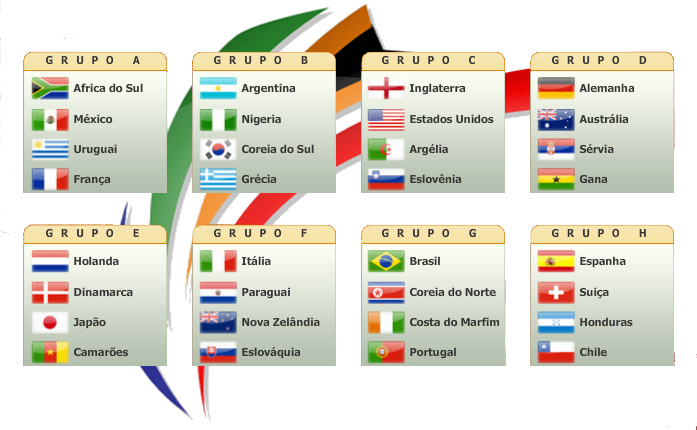 GRUPO A
Africa do Sul
México
Uruguai
França
GRUPO B
Argentina
Nigeria
Coreia do Sul
Grécia
GRUPO C
Inglaterra
Estados Unidos
Argélia
Eslovênia
GRUPO D
Alemanha
Austrália
Sérvia
Gana
GRUPO E
Holanda
Dinamarca
Japão
Camarões
GRUPO F
Itália
Paraguai
Nova Zelândia
Eslováquia
GRUPO G
Brasil
Coreia do Norte
Costa do Marfim
Portugal
GRUPO H
Espanha
Suiça
Honduras
Chile